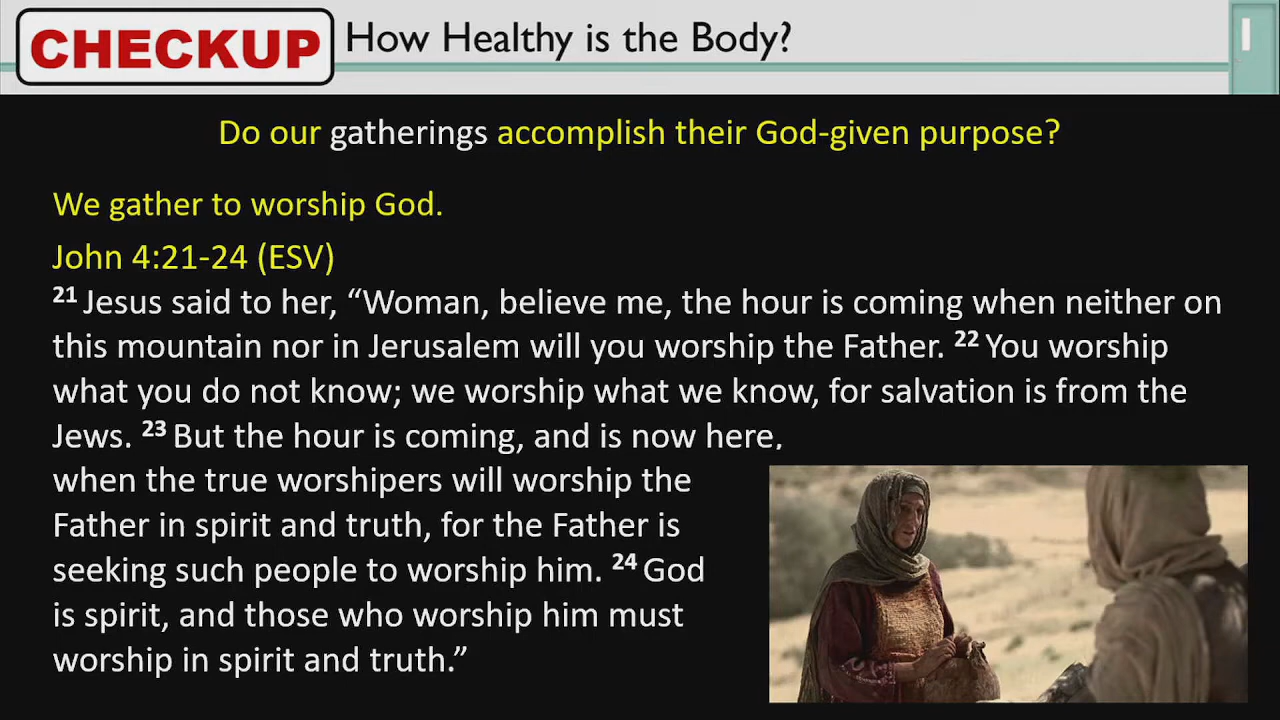 CHECKUP How Healthy is the Body?
Do our gatherings accomplish their God-given purpose?
We gather to worship God.
John 4:21-24 (ESV)
21 Jesus said to her, “Woman, believe me, the hour is coming when neither on
this mountain nor in Jerusalem will you worship the Father. 22 You worship
what you do not know; we worship what we know, for salvation is from the
Jews. 23 But the hour is coming, and is now here,
when the true worshipers will worship the
Father in spirit and truth, for the Father is
seeking such people to worship him. 24 God
is spirit, and those who worship him must
worship in spirit and truth.”